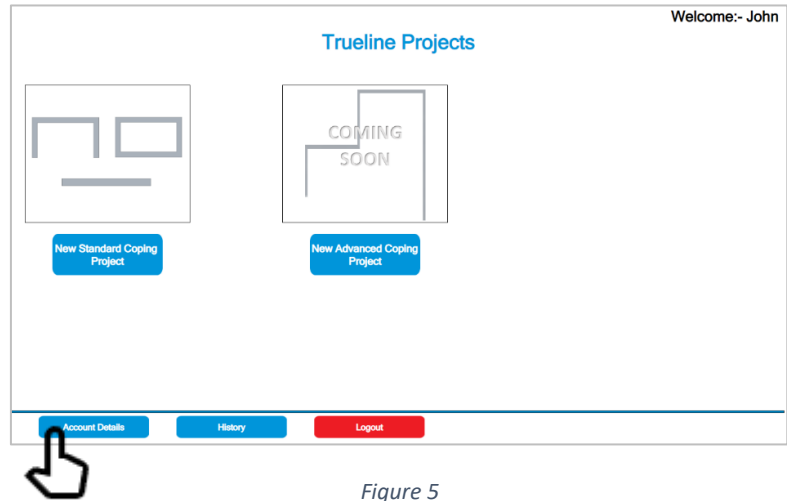 Welcome:- John
Trueline Projects
COMING
SOON
New Standard Coping
Project
New Advanced Coping
Project
Account Details
History
Logout
Figure 5